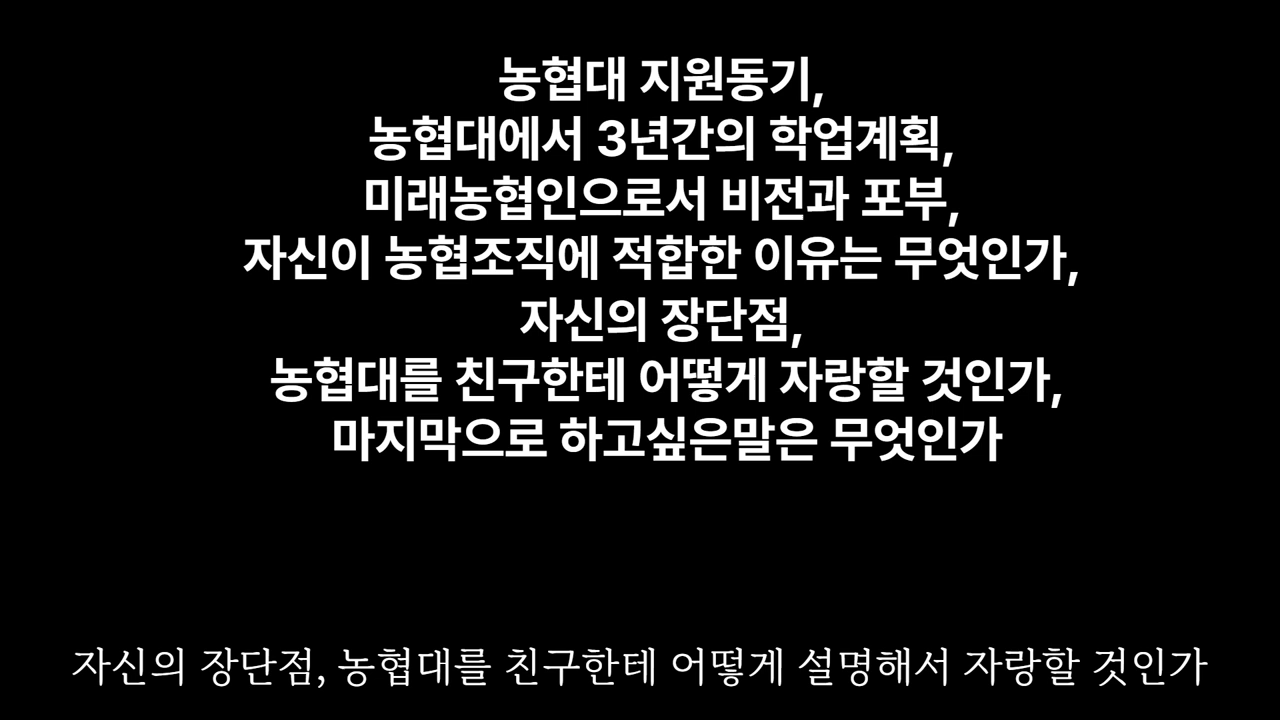 농협대 지원동기,
농협대에서 3년간의 학업계획,
미래농협인으로서 비전과 포부,
자신이 농협조직에 적합한 이유는 무엇인가,
자신의 장단점,
농협대를 친구한테 어떻게 자랑할 것인가,
마지막으로 하고싶은말은 무엇인가
자신의 장단점, 농협대를 친구한테 어떻게 설명해서 자랑할 것인가